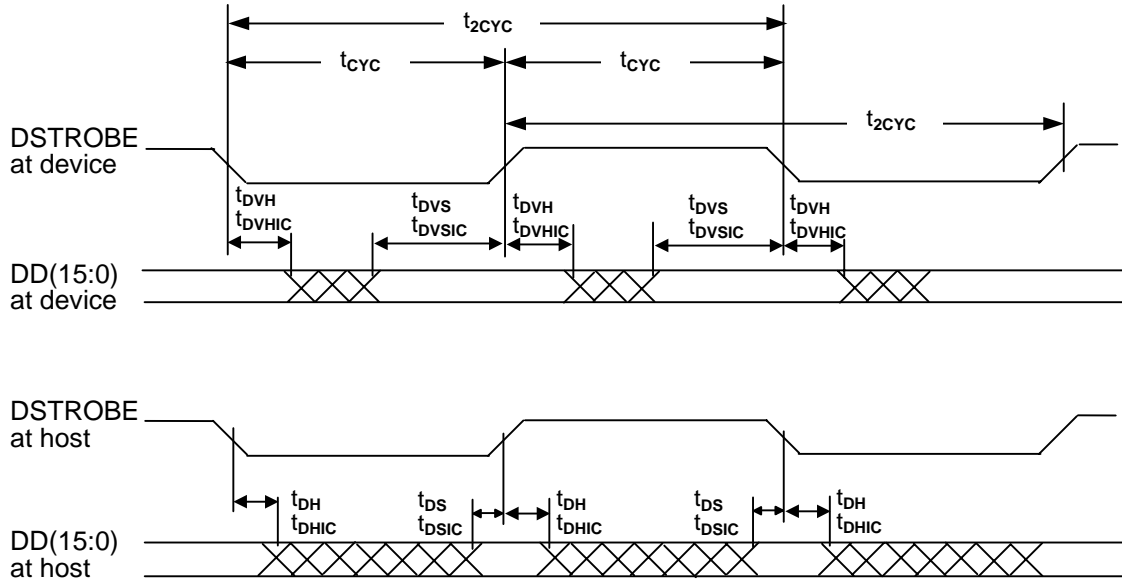 t2CYC
tCYC tCYC
t2CYC
DSTROBE
at device
tDVH tDVS tDVH tDVS tDVH
tDVHIC tDVSIC tDVHIC tDVSIC tDVHIC
DD(15:0)
at device
DSTROBE
at host
tDH tDS tDH tDS tDH
tDHIC tDSIC tDHIC tDSIC tDHIC
DD(15:0)
at host